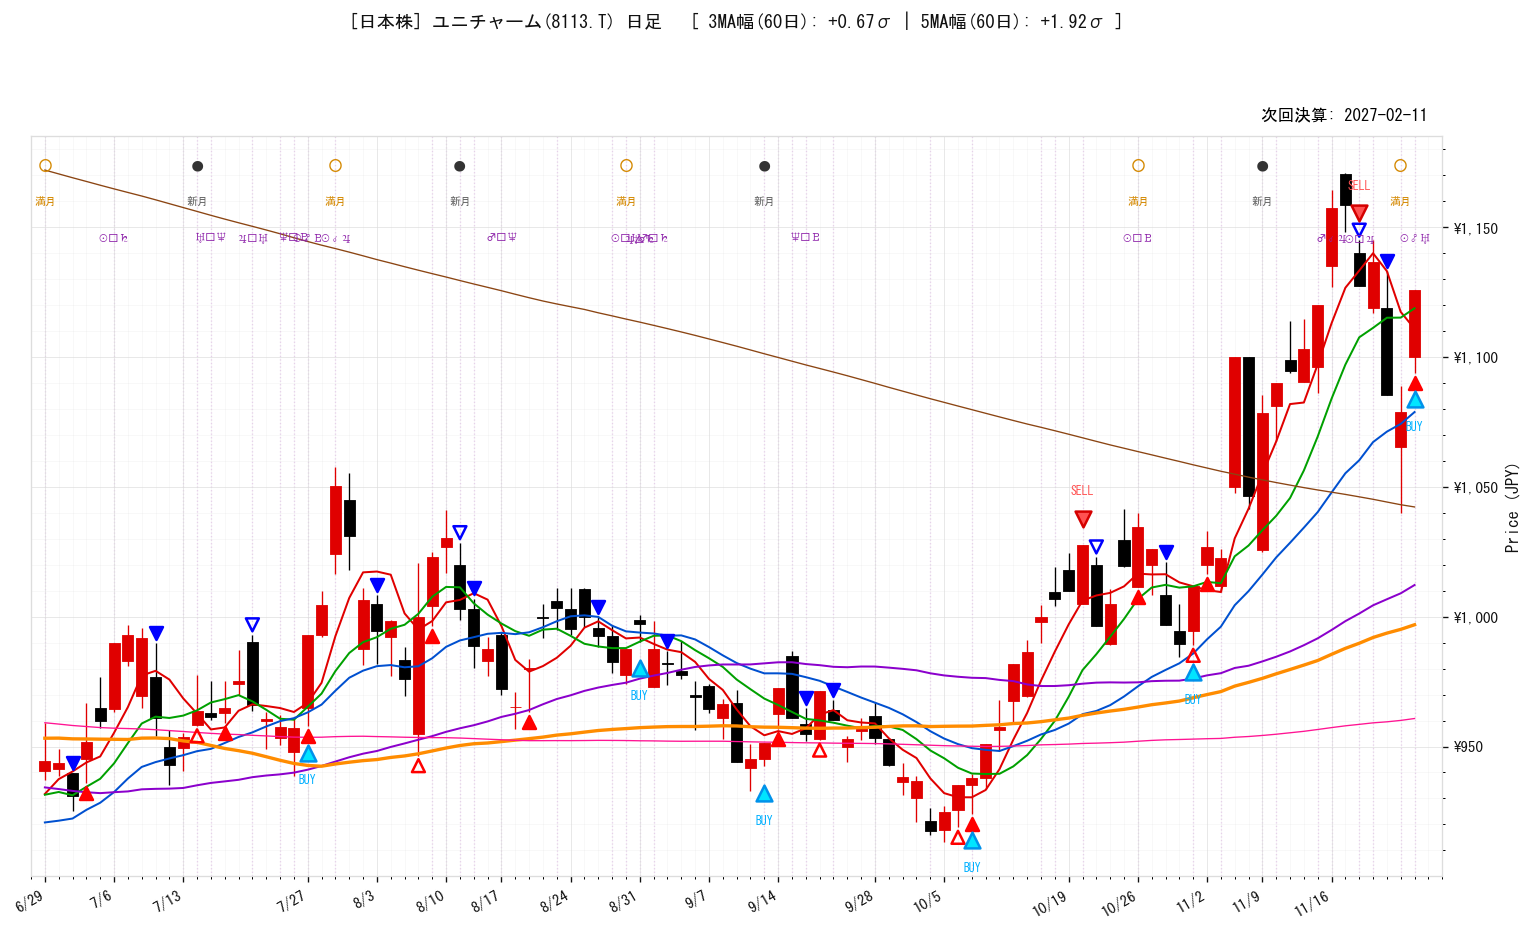 [日本株] ユニチャーム(8113.T) 日足 [ 3MA幅(60日): +0.67σ | 5MA幅(60日): +1.92σ ]
次回決算: 2027-02-11
満月 新月 満月 新月 満月 新月 満月 新月 満月
☉□♄ ♅□♆ ♃□♅ ☉☌♃ ♂□♆ ♆□♇ ☉□♇ ☉□♃ ☉☍♅
SELL
¥1,150
¥1,100
BUY
SELL
¥1,050
¥1,000
BUY BUY
¥950
BUY
BUY
BUY
Price (JPY)
6/29 7/6 7/13 7/27 8/3 8/10 8/17 8/24 8/31 9/7 9/14 9/28 10/5 10/19 10/26 11/2 11/9 11/16